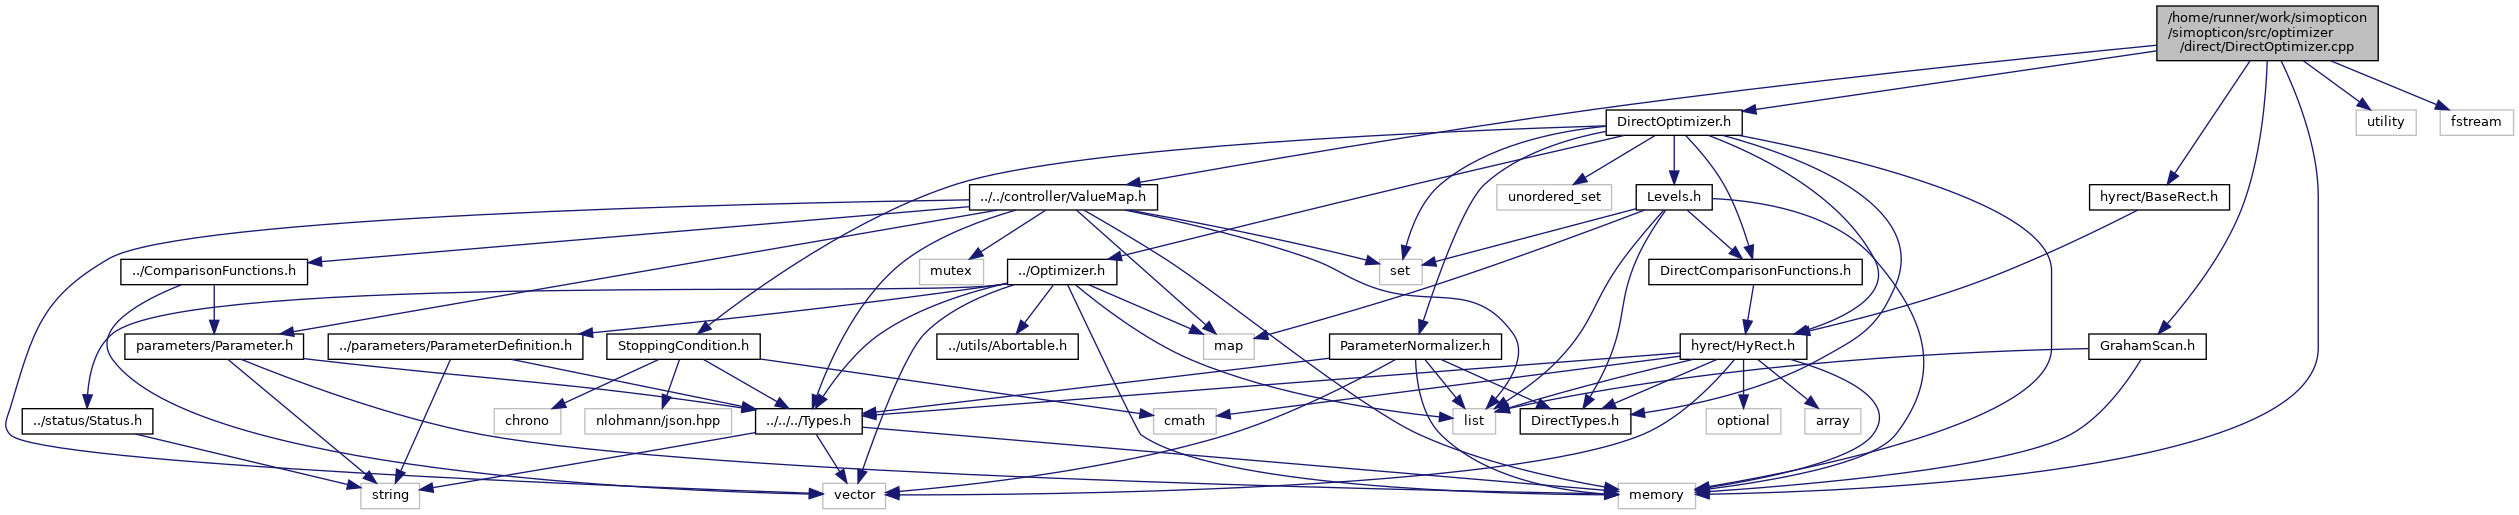 /home/runner/work/simopticon
/simopticon/src/optimizer
/direct/DirectOptimizer.cpp
DirectOptimizer.h
utility
fstream
../../controller/ValueMap.h
unordered_set
Levels.h
hyrect/BaseRect.h
../ComparisonFunctions.h
mutex
../Optimizer.h
set
DirectComparisonFunctions.h
parameters/Parameter.h
../parameters/ParameterDefinition.h
StoppingCondition.h
../utils/Abortable.h
map
ParameterNormalizer.h
hyrect/HyRect.h
GrahamScan.h
../status/Status.h
chrono
nlohmann/json.hpp
../../../Types.h
cmath
list
DirectTypes.h
optional
array
string
vector
memory